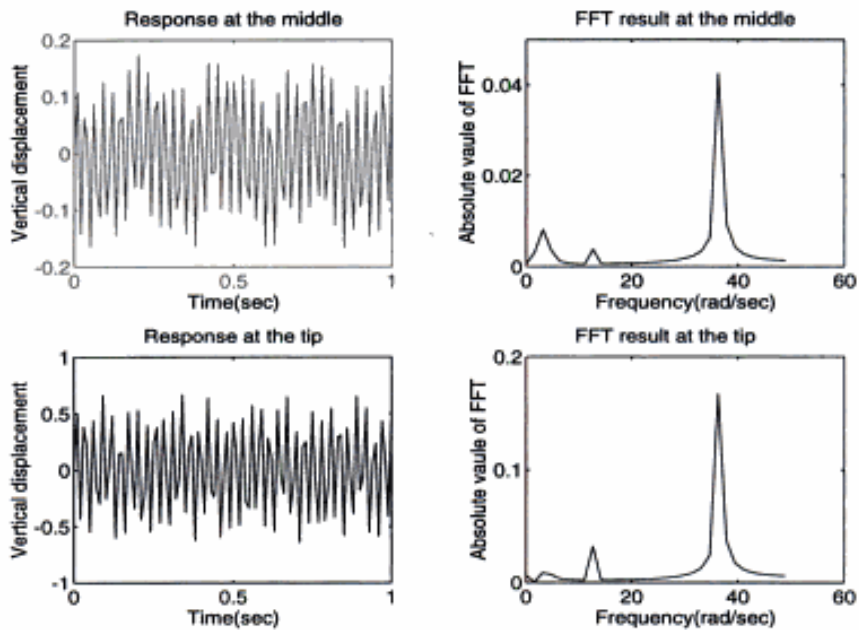 Response at the middle
Vertical displacement
0.2
0.1
0
-0.1
-0.2
0
0.5
1
Time(sec)
FFT result at the middle
Absolute vaule of FFT
0.04
0.02
0
0
20
40
60
Frequency(rad/sec)
Response at the tip
Vertical displacement
1
0.5
0
-0.5
-1
0
0.5
1
Time(sec)
FFT result at the tip
Absolute vaule of FFT
0.2
0.1
0
0
20
40
60
Frequency(rad/sec)